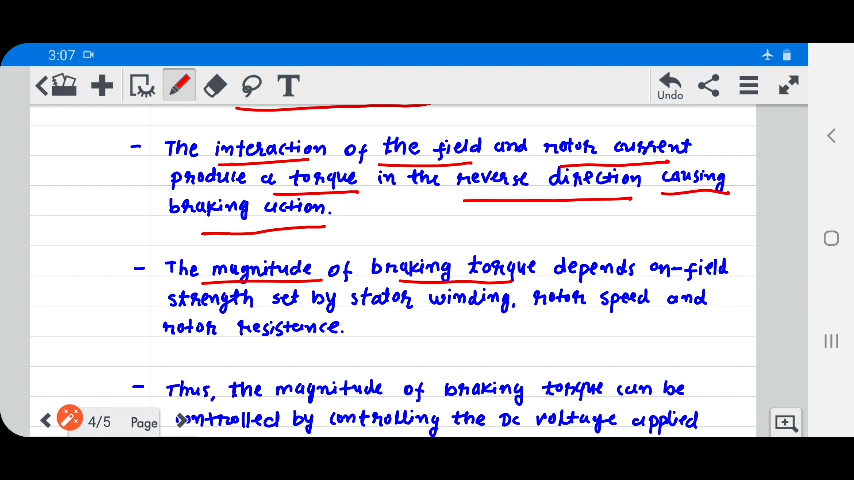 3:07
T
Undo
- The interaction of the field and rotor current
produce a torque in the reverse direction causing
braking action.
- The magnitude of braking torque depends on-field
strength set by stator winding, rotor speed and
rotor resistance.
- Thus, the magnitude of braking torque can be
controlled by controlling the DC voltage applied
4/5 Page